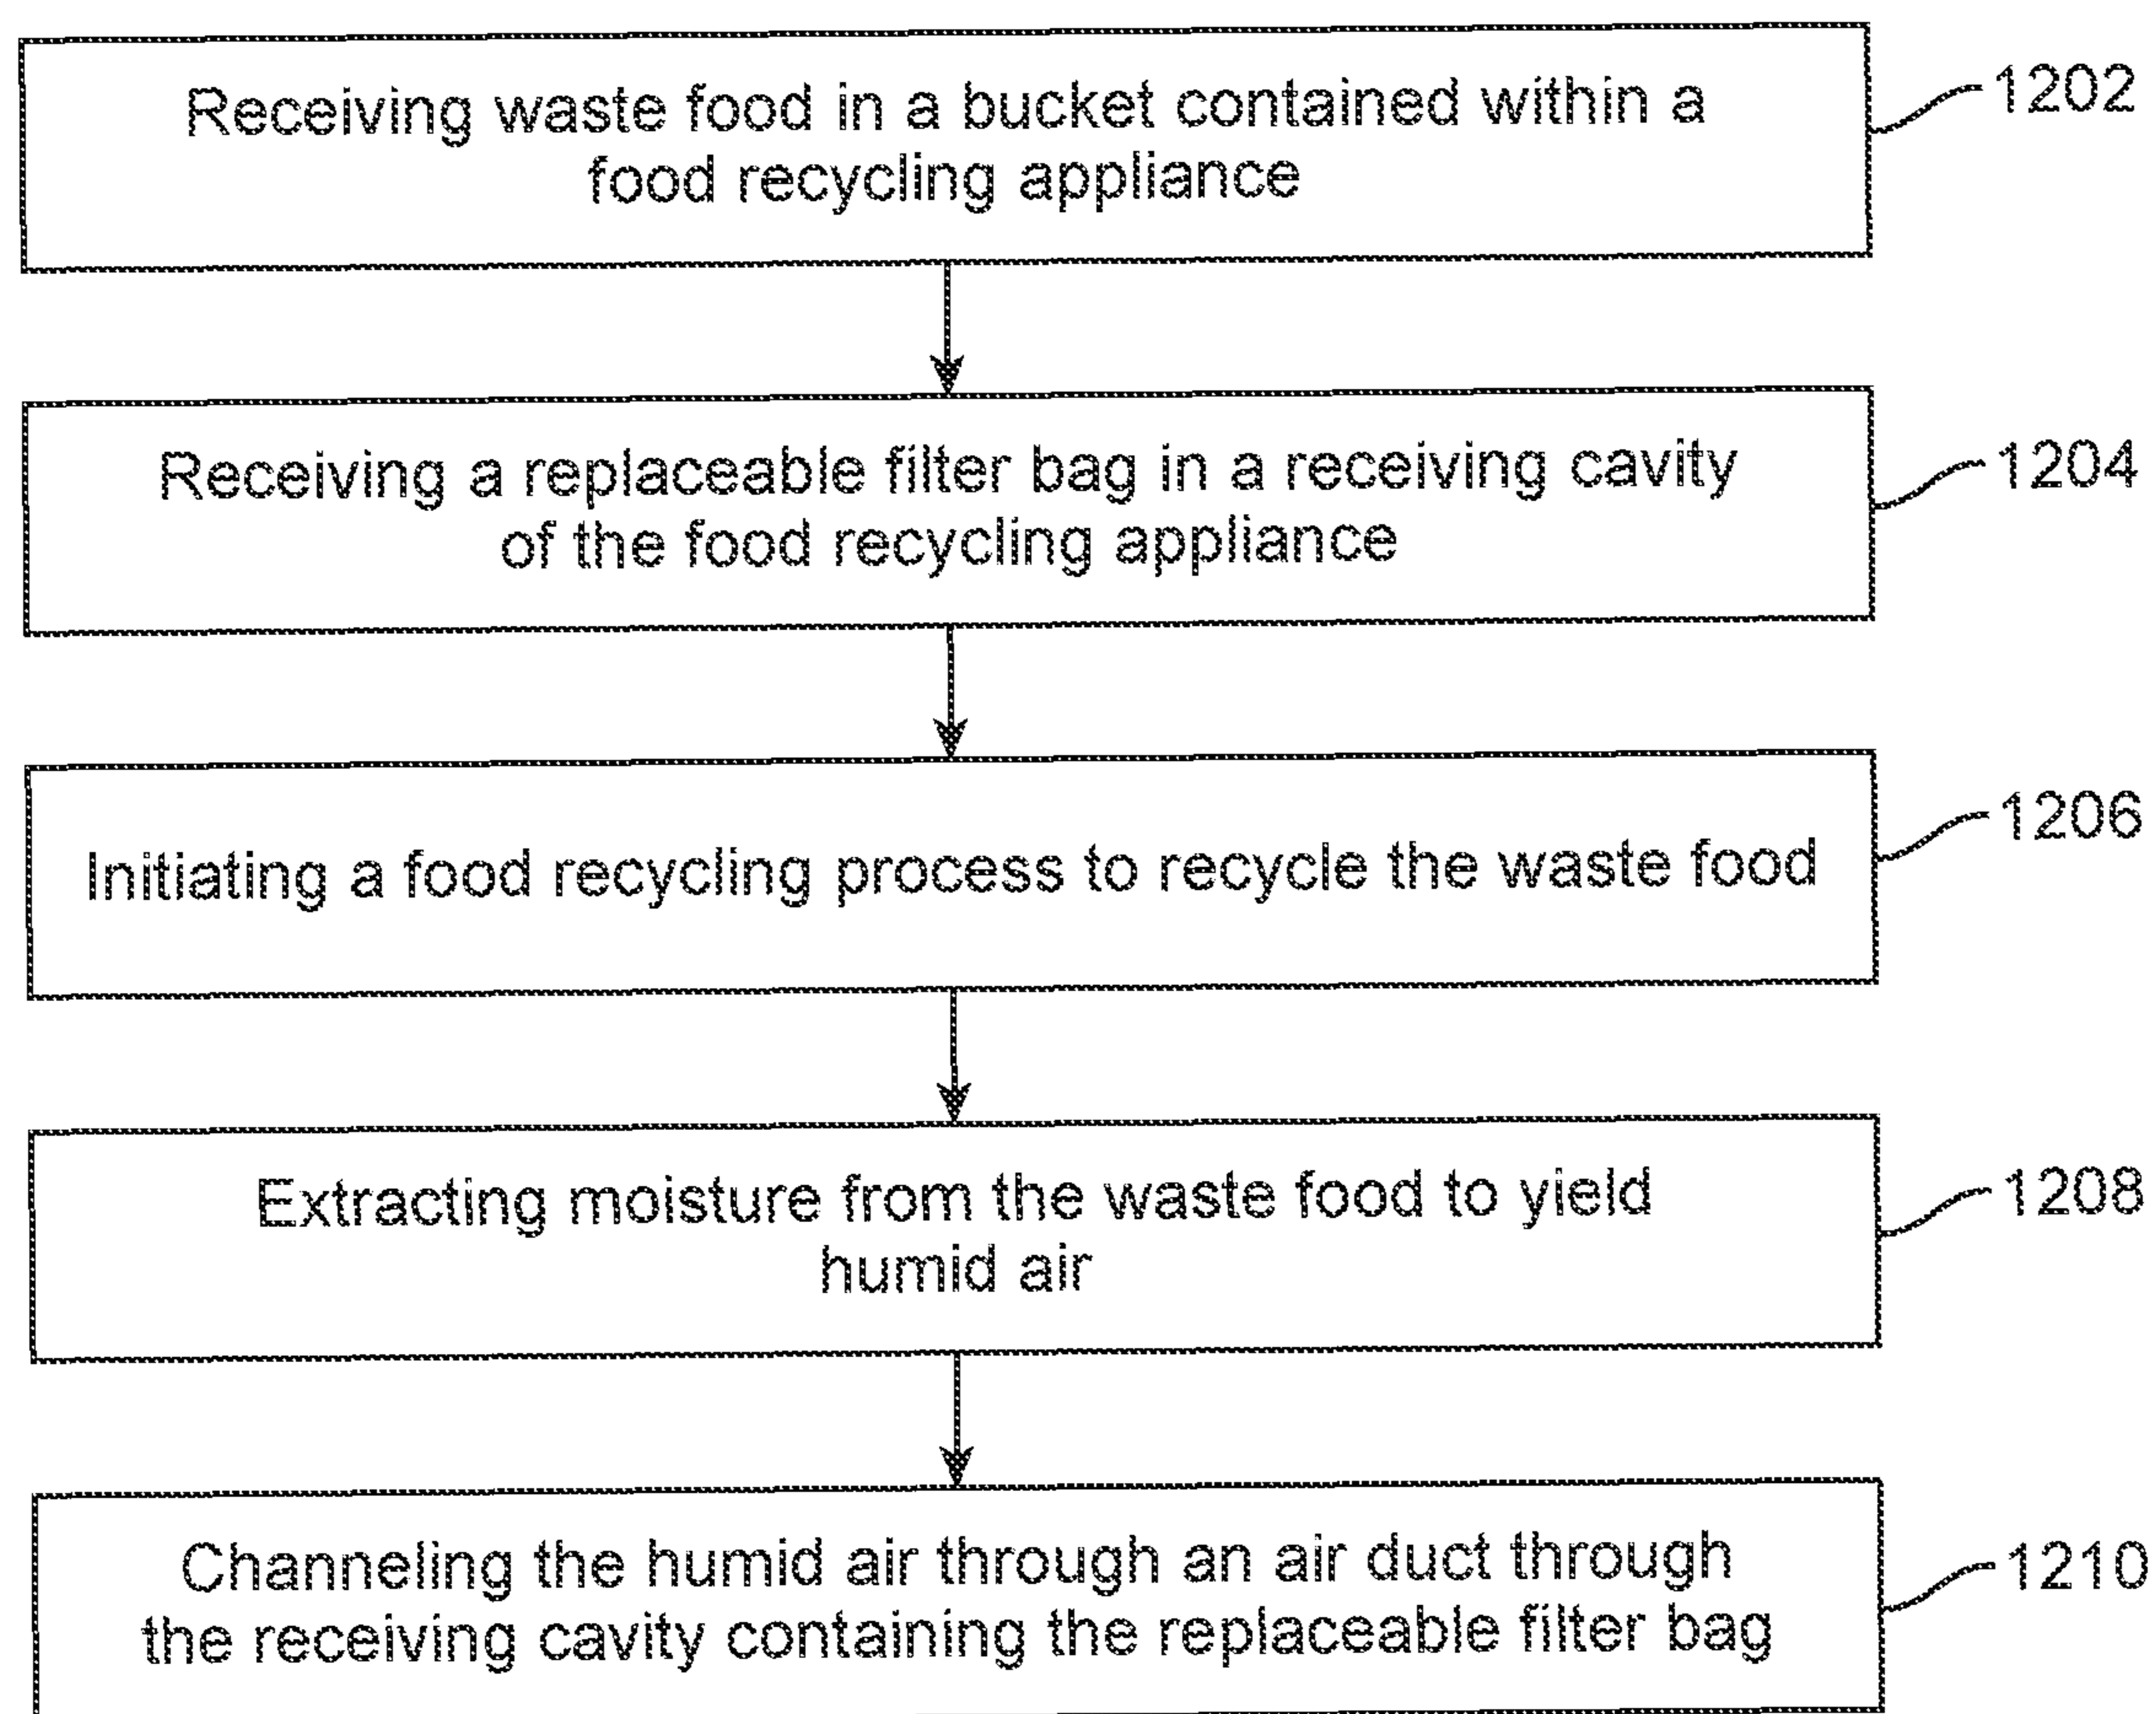 Receiving waste food in a bucket contained within a
food recycling appliance
1202
Receiving a replaceable filter bag in a receiving cavity
of the food recycling appliance
1204
Initiating a food recycling process to recycle the waste food
1206
Extracting moisture from the waste food to yield
humid air
1208
Channeling the humid air through an air duct through
the receiving cavity containing the replaceable filter bag
1210